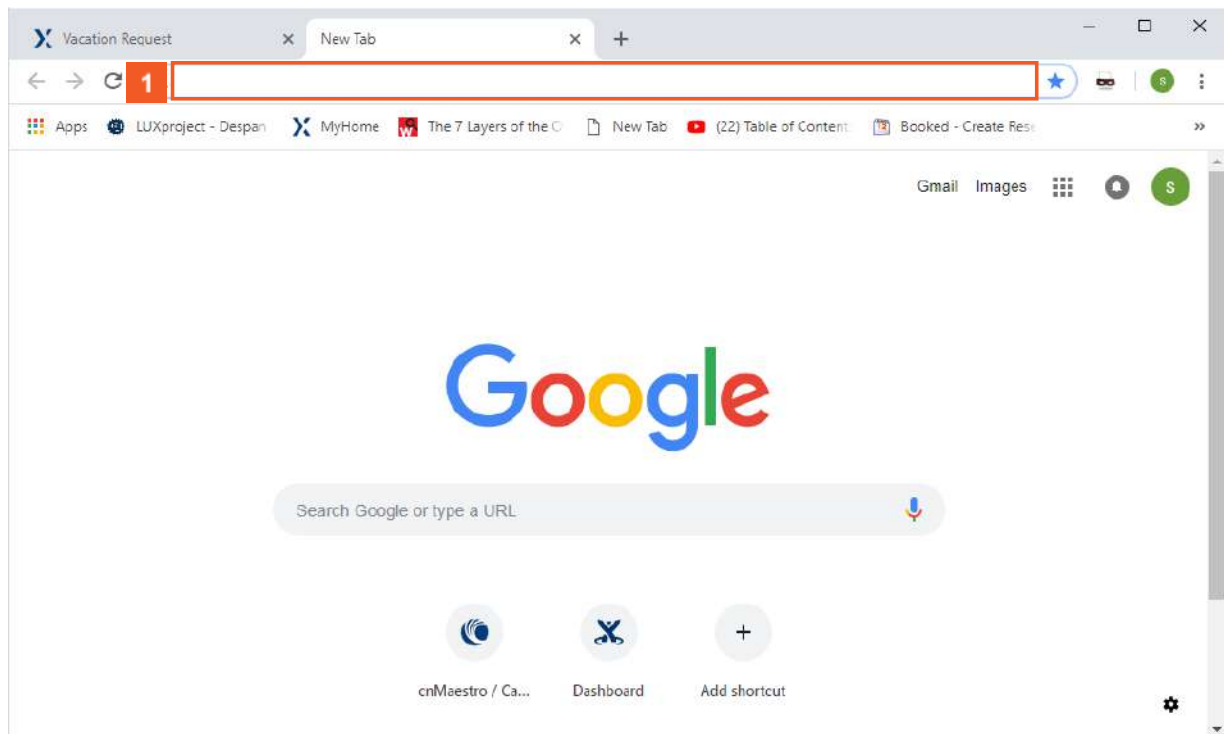 Vacation Request New Tab
1
Apps LUXproject - Despan MyHome The 7 Layers of the O New Tab (22) Table of Content Booked - Create Rese
Gmail Images S
Google
Search Google or type a URL
cnMaestro / Ca... Dashboard Add shortcut